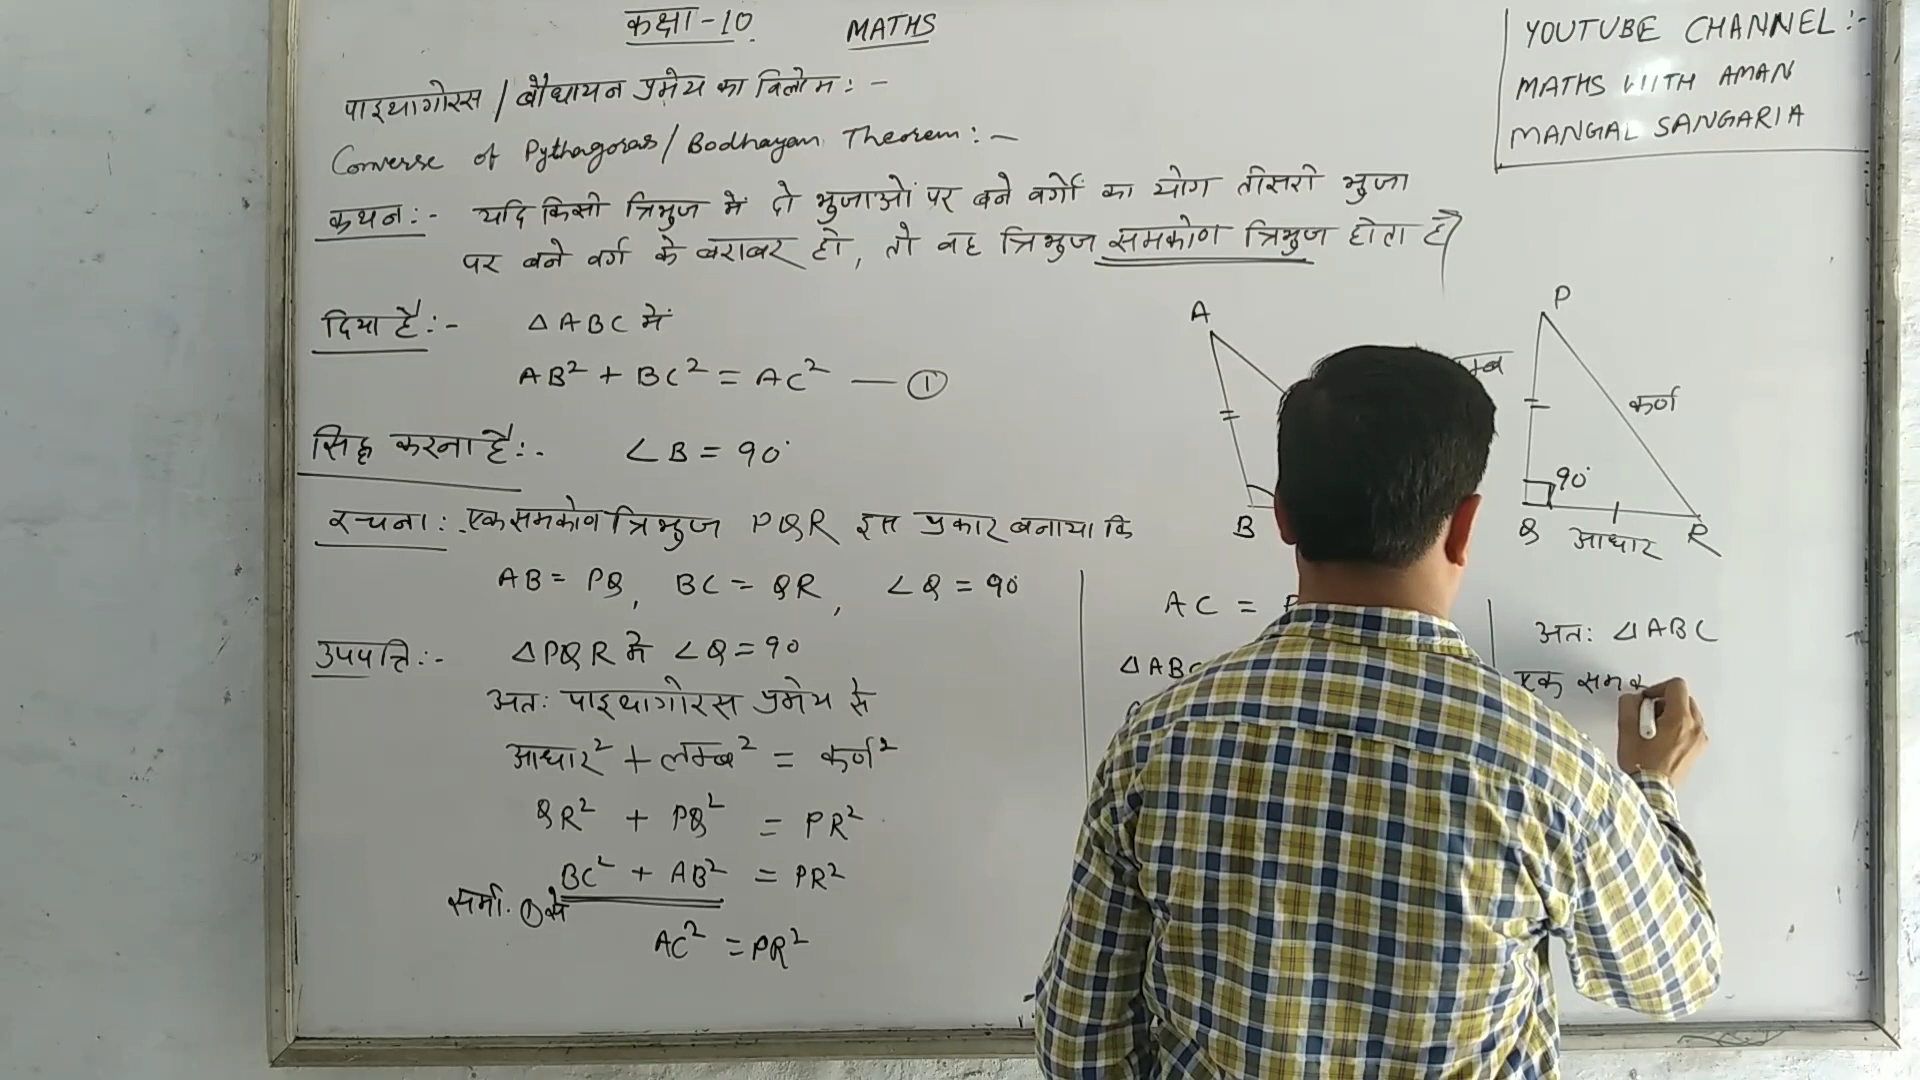 कक्षा-10 MATHS
YOUTUBE CHANNEL:-
MATHS WITH AMAN
MANGAL SANGARIA
पाइथागोरस / बौधायन प्रमेय का विलोम:-
Converse of Pythagoras / Bodhayan Theorem:-
कथन:- यदि किसी त्रिभुज में दो भुजाओं पर बने वर्गों का योग तीसरी भुजा
पर बने वर्ग के बराबर हो, तो वह त्रिभुज समकोण त्रिभुज होता है।
दिया है:- △ABC में
AB² + BC² = AC² — ①
सिद्ध करना है:- ∠B = 90°
रचना:- एक समकोण त्रिभुज PQR इस प्रकार बनाया कि
AB = PQ, BC = QR, ∠Q = 90°
उपपत्ति:- △PQR में ∠Q = 90
अतः पाइथागोरस प्रमेय से
आधार² + लम्ब² = कर्ण²
QR² + PQ² = PR²
BC² + AB² = PR²
समी. ① से
AC² = PR²
A
B
P
कर्ण
90°
Q आधार R
AC =
△ABC
अतः △ABC
एक